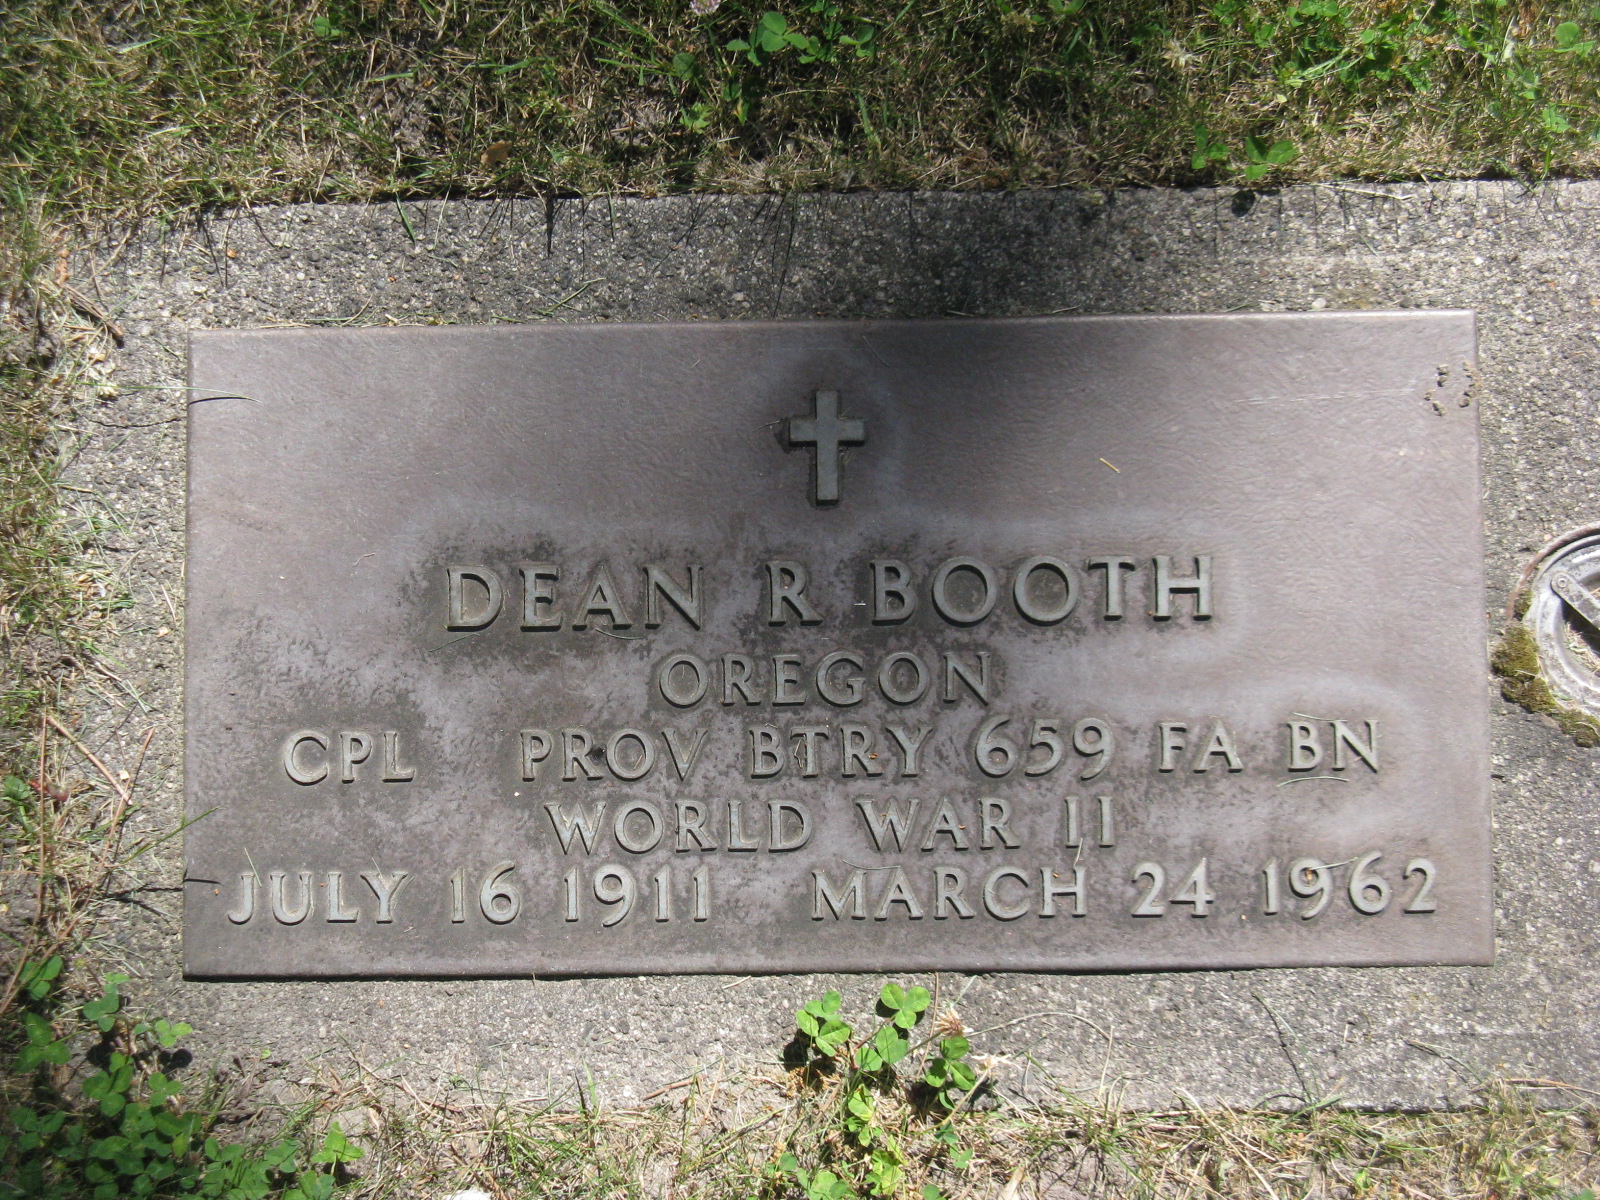 DEAN R BOOTH
OREGON
CPL PROV BTRY 659 FA BN
WORLD WAR II
JULY 16 1911 MARCH 24 1962